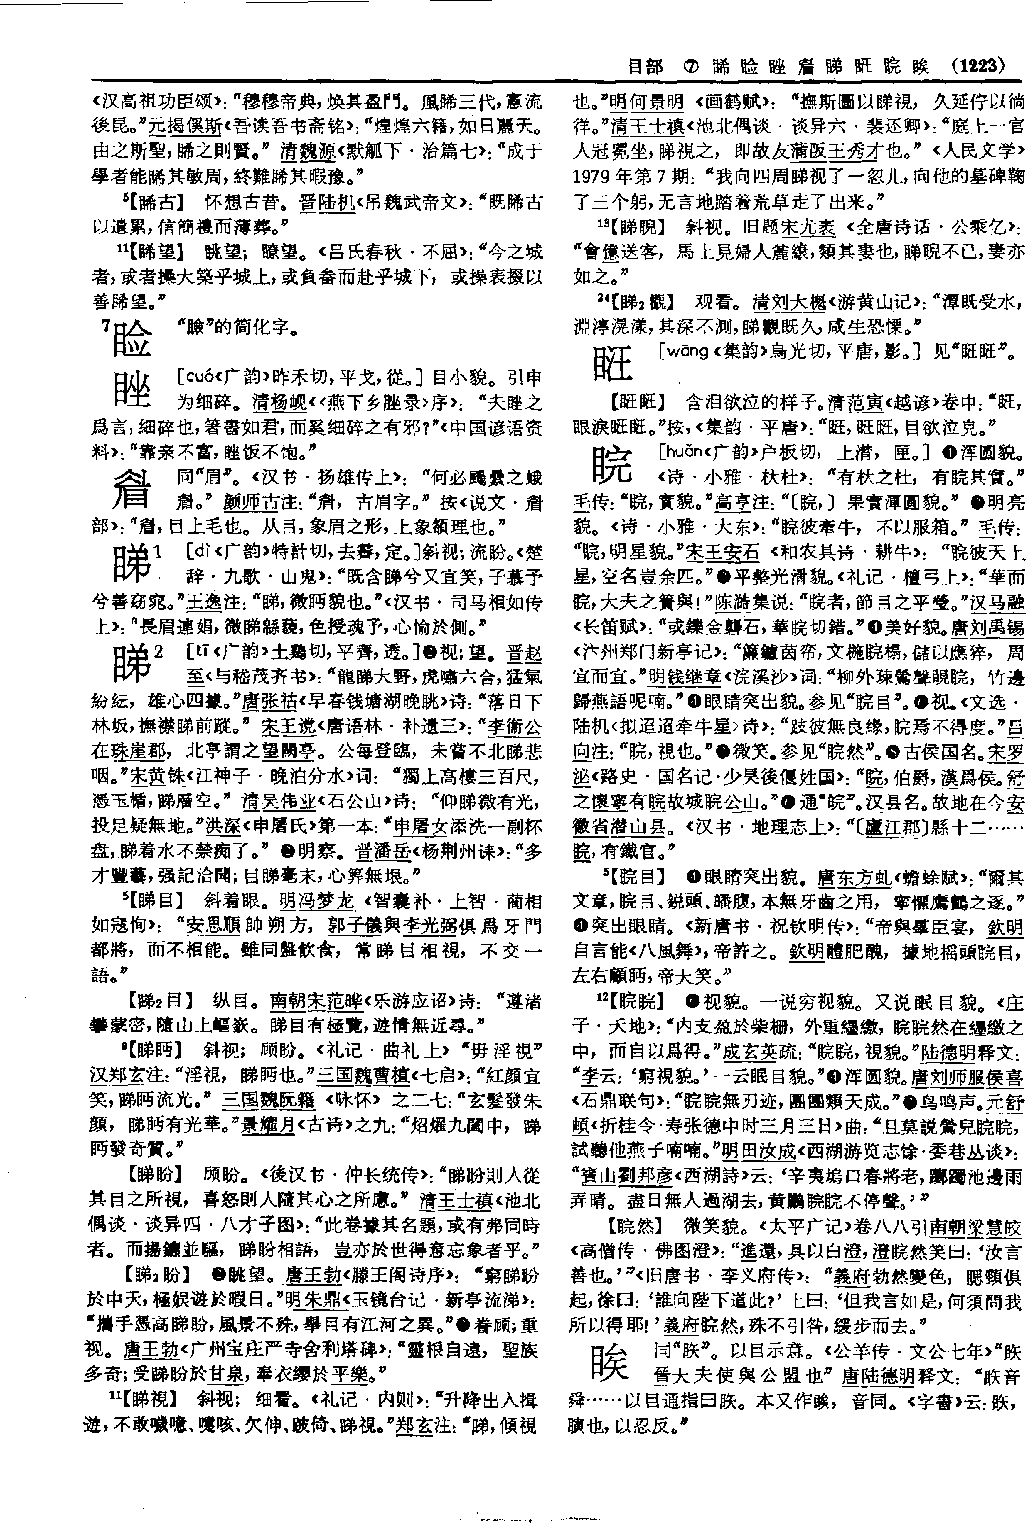 目部 ⑦ 睎 睑 䂳 睂 睇 眶 睆 睺 (1223)
《汉高祖功臣颂》：“穆穆帝典，焕其盈門。風睎三代，憲流
後昆。”元揭傒斯《吾读吾书斋铭》：“煌煌六籍，如日麗天。
由之斯聖，睎之則賢。”清魏源《默觚下·治篇七》：“成于
學者能睎其敏周，終難睎其暇豫。”
⁵【睎古】 怀想古昔。晋陆机《吊魏武帝文》：“既睎古
以遺累，信簡禮而薄葬。”
¹¹【睎望】 眺望；瞭望。《吕氏春秋·不屈》：“今之城
者，或者操大築乎城上，或負畚而赴乎城下，或操表掇以
善睎望。”
7睑 “瞼”的简化字。
睉 [cuó《广韵》昨禾切，平戈，從。]目小貌。引申
为细碎。清杨岘《〈燕下乡睉录〉序》：“夫睉之
爲言，細碎也，箸書如君，而奚細碎之有邪？”《中国谚语资
料》：“靠亲不富，睉饭不饱。”
睂 同“眉”。《汉书·扬雄传上》：“何必颺纍之蛾
睂。”颜师古注：“睂，古眉字。”按《说文·睂
部》：“睂，目上毛也。从目，象眉之形，上象頟理也。”
睇1 [dì《广韵》特計切，去霽，定。]斜视；流盼。《楚
辞·九歌·山鬼》：“既含睇兮又宜笑，子慕予
兮善窈窕。”王逸注：“睇，微眄貌也。”《汉书·司马相如传
上》：“長眉連娟，微睇緜藐，色授魂予，心愉於側。”
睇2 [tī《广韵》土鷄切，平齊，透。]❶视；望。晋赵
至《与嵇茂齐书》：“龍睇大野，虎嘯六合，猛氣
紛紜，雄心四據。”唐张祜《早春钱塘湖晚眺》诗：“落日下
林坂，撫襟睇前蹤。”宋王谠《唐语林·补遗三》：“李衛公
在珠崖郡，北亭謂之望闕亭。公每登臨，未嘗不北睇悲
咽。”宋黄铢《江神子·晚泊分水》词：“獨上高樓三百尺，
憑玉楯，睇層空。”清吴伟业《石公山》诗：“仰睇微有光，
投足疑無地。”洪深《申屠氏》第一本：“申屠女添洗一副杯
盘，睇着水不禁痴了。”❷明察。晋潘岳《杨荆州诔》：“多
才豐藝，强記洽聞；目睇毫末，心筭無垠。”
⁵【睇目】 斜着眼。明冯梦龙《智囊补·上智·蔺相
如寇恂》：“安思順帥朔方，郭子儀與李光弼俱爲牙門
都將，而不相能。雖同盤飲食，常睇目相視，不交一
語。”
【睇₂目】 纵目。南朝宋范晔《乐游应诏》诗：“遵渚
攀蒙密，隨山上嶇嶔。睇目有極覽，遊情無近尋。”
⁹【睇眄】 斜视；顾盼。《礼记·曲礼上》“毋淫視”
汉郑玄注：“淫視，睇眄也。”三国魏曹植《七启》：“紅顔宜
笑，睇眄流光。”三国魏阮籍《咏怀》之二七：“玄髮發朱
顔，睇眄有光華。”景耀月《古诗》之九：“炤燿九閽中，睇
眄發奇質。”
【睇盼】 顾盼。《後汉书·仲长统传》：“睇盼則人從
其目之所視，喜怒則人隨其心之所慮。”清王士禛《池北
偶谈·谈异四·八才子图》：“此卷據其名題，或有弗同時
者。而揚鑣並驅，睇盼相語，豈亦於世得意忘象者乎。”
【睇₂盼】 ❶眺望。唐王勃《滕王阁诗序》：“窮睇盼
於中天，極娱遊於暇日。”明朱鼎《玉镜台记·新亭流涕》：
“攜手憑高睇盼，風景不殊，舉目有江河之異。”❷眷顾；重
视。唐王勃《广州宝庄严寺舍利塔碑》：“靈根自遠，聖族
多奇；受睇盼於甘泉，奉衣纓於平樂。”
¹¹【睇視】 斜视；细看。《礼记·内则》：“升降出入揖
遊，不敢噦噫、嚏咳、欠伸、跛倚、睇視。”郑玄注：“睇，傾視
也。”明何景明《画鹤赋》：“撫斯圖以睇視，久延佇以徜
徉。”清王士禛《池北偶谈·谈异六·裴还卿》：“庭上一官
人冠冕坐，睇視之，即故友蒲阪王秀才也。”《人民文学》
1979年第7期：“我向四周睇视了一忽儿，向他的墓碑鞠
了三个躬，无言地踏着荒草走了出来。”
¹³【睇睨】 斜视。旧题宋尤袤《全唐诗话·公乘亿》：
“會億送客，馬上見婦人麄縗，類其妻也，睇睨不已，妻亦
如之。”
²⁴【睇₂觀】 观看。清刘大櫆《游黄山记》：“潭既受水，
淵渟滉漾，其深不測，睇觀既久，咸生恐慄。”
眶 [wāng《集韵》烏光切，平唐，影。]见“眶眶”。
【眶眶】 含泪欲泣的样子。清范寅《越谚》卷中：“眶，
眼淚眶眶。”按，《集韵·平唐》：“眶，眶眶，目欲泣皃。”
睆 [huǎn《广韵》户板切，上潸，匣。]❶浑圆貌。
《诗·小雅·杕杜》：“有杕之杜，有睆其實。”
毛传：“睆，實貌。”高亨注：“〔睆，〕果實渾圓貌。”❷明亮
貌。《诗·小雅·大东》：“睆彼牽牛，不以服箱。”毛传：
“睆，明星貌。”宋王安石《和农具诗·耕牛》：“睆彼天上
星，空名豈余匹。”❸平整光滑貌。《礼记·檀弓上》：“華而
睆，大夫之簀與！”陈澔集说：“睆者，節目之平瑩。”汉马融
《长笛赋》：“或鑠金礱石，華睆切錯。”❹美好貌。唐刘禹锡
《汴州郑门新亭记》：“簾鑪茵帟，文榹睆榻，儲以應猝，周
宜而宜。”明钱继章《浣溪沙》词：“柳外疎鶯聲睍睆，竹邊
歸燕語呢喃。”❺眼睛突出貌。参见“睆目”。❻视。《文选·
陆机〈拟迢迢牵牛星〉诗》：“跂彼無良緣，睆焉不得度。”吕
向注：“睆，視也。”❼微笑。参见“睆然”。❽古侯国名。宋罗
泌《路史·国名记·少昊後偃姓国》：“睆，伯爵，漢爲侯。舒
之懷寧有睆故城睆公山。”❾通“皖”。汉县名。故地在今安
徽省潜山县。《汉书·地理志上》：“〔廬江郡〕縣十二……
睆，有鐵官。”
⁵【睆目】 ❶眼睛突出貌。唐东方虬《蟾蜍赋》：“爾其
文章，睆目、鋭頭、皤腹，本無牙齒之用，寧懼鷹鸇之逐。”
❷突出眼睛。《新唐书·祝钦明传》：“帝與羣臣宴，欽明
自言能《八風舞》，帝許之。欽明體肥醜，據地摇頭睆目，
左右顧眄，帝大笑。”
¹²【睆睆】 ❶视貌。一说穷视貌。又说眠目貌。《庄
子·天地》：“内支盈於柴栅，外重纆繳，睆睆然在纆繳之
中，而自以爲得。”成玄英疏：“睆睆，視貌。”陆德明释文：
“李云：‘窮視貌。’一云眠目貌。”❷浑圆貌。唐刘师服侯喜
《石鼎联句》：“睆睆無刃迹，團團類天成。”❸鸟鸣声。元舒
頔《折桂令·寿张德中时三月三日》曲：“且莫説鶯兒睆睆，
試聽他燕子喃喃。”明田汝成《西湖游览志馀·委巷丛谈》：
“寶山劉邦彦《西湖詩》云：‘辛夷塢口春將老，躑躅池邊雨
弄晴。盡日無人過湖去，黄鸝睆睆不停聲。’”
【睆然】 微笑貌。《太平广记》卷八八引南朝梁慧皎
《高僧传·佛图澄》：“進還，具以白澄，澄睆然笑曰：‘汝言
善也。’”《旧唐书·李义府传》：“義府勃然變色，腮頸俱
起，徐曰：‘誰向陛下道此？’上曰：‘但我言如是，何須問我
所以得耶！’義府睆然，殊不引咎，緩步而去。”
同“眣”。以目示意。《公羊传·文公七年》“眣
晉大夫使與公盟也”唐陆德明释文：“眣音
舜……以目通指曰眣。本又作䀢，音同。《字書》云：眣，
瞚也，以忍反。”